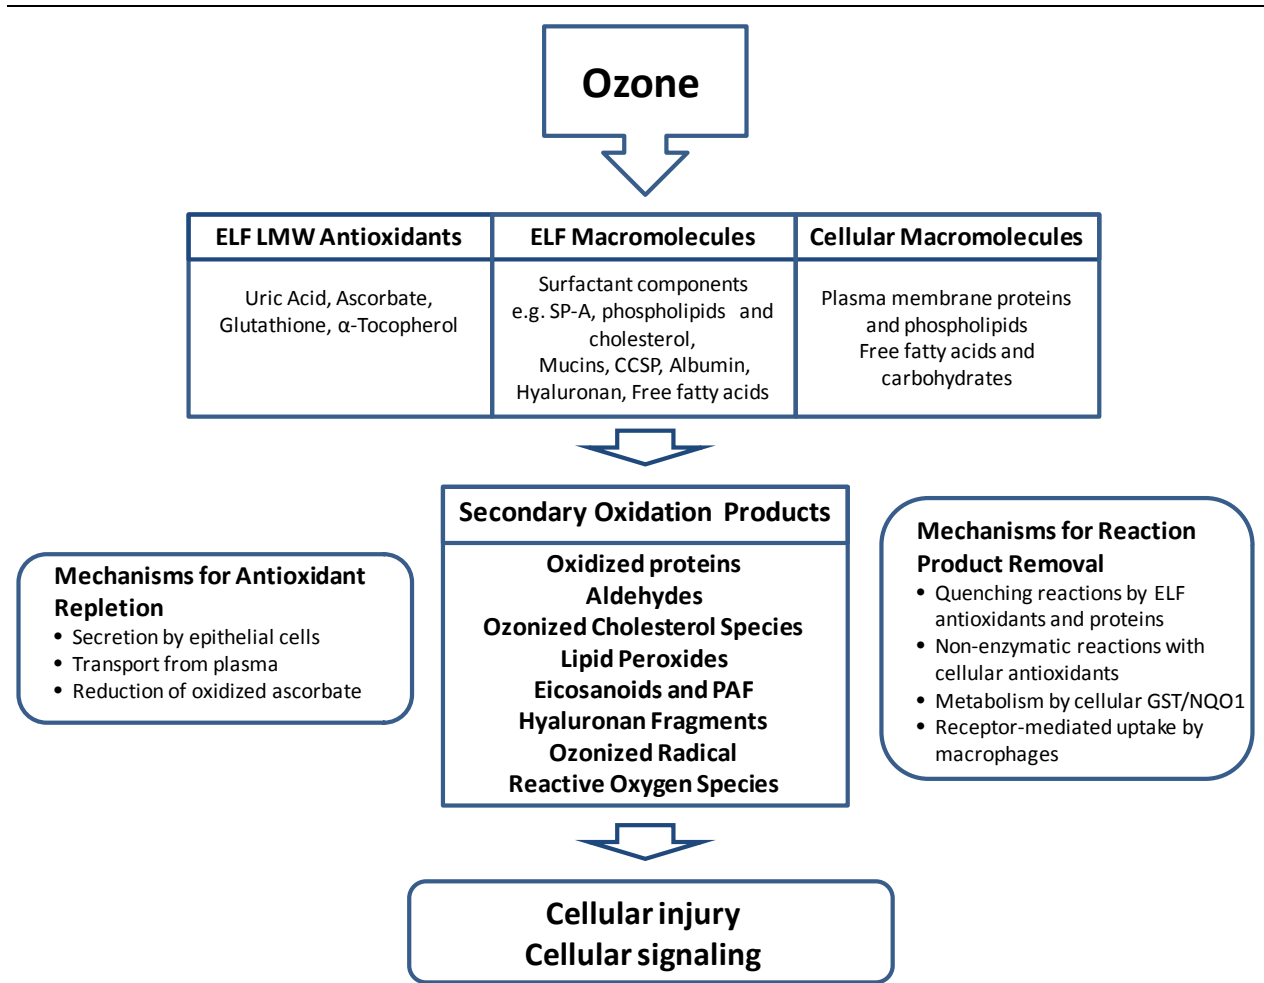 Ozone
ELF LMW Antioxidants
Uric Acid, Ascorbate,
Glutathione, α-Tocopherol
ELF Macromolecules
Surfactant components
e.g. SP-A, phospholipids and
cholesterol,
Mucins, CCSP, Albumin,
Hyaluronan, Free fatty acids
Cellular Macromolecules
Plasma membrane proteins
and phospholipids
Free fatty acids and
carbohydrates
Mechanisms for Antioxidant
Repletion
• Secretion by epithelial cells
• Transport from plasma
• Reduction of oxidized ascorbate
Secondary Oxidation Products
Oxidized proteins
Aldehydes
Ozonized Cholesterol Species
Lipid Peroxides
Eicosanoids and PAF
Hyaluronan Fragments
Ozonized Radical
Reactive Oxygen Species
Mechanisms for Reaction
Product Removal
• Quenching reactions by ELF
antioxidants and proteins
• Non-enzymatic reactions with
cellular antioxidants
• Metabolism by cellular GST/NQO1
• Receptor-mediated uptake by
macrophages
Cellular injury
Cellular signaling